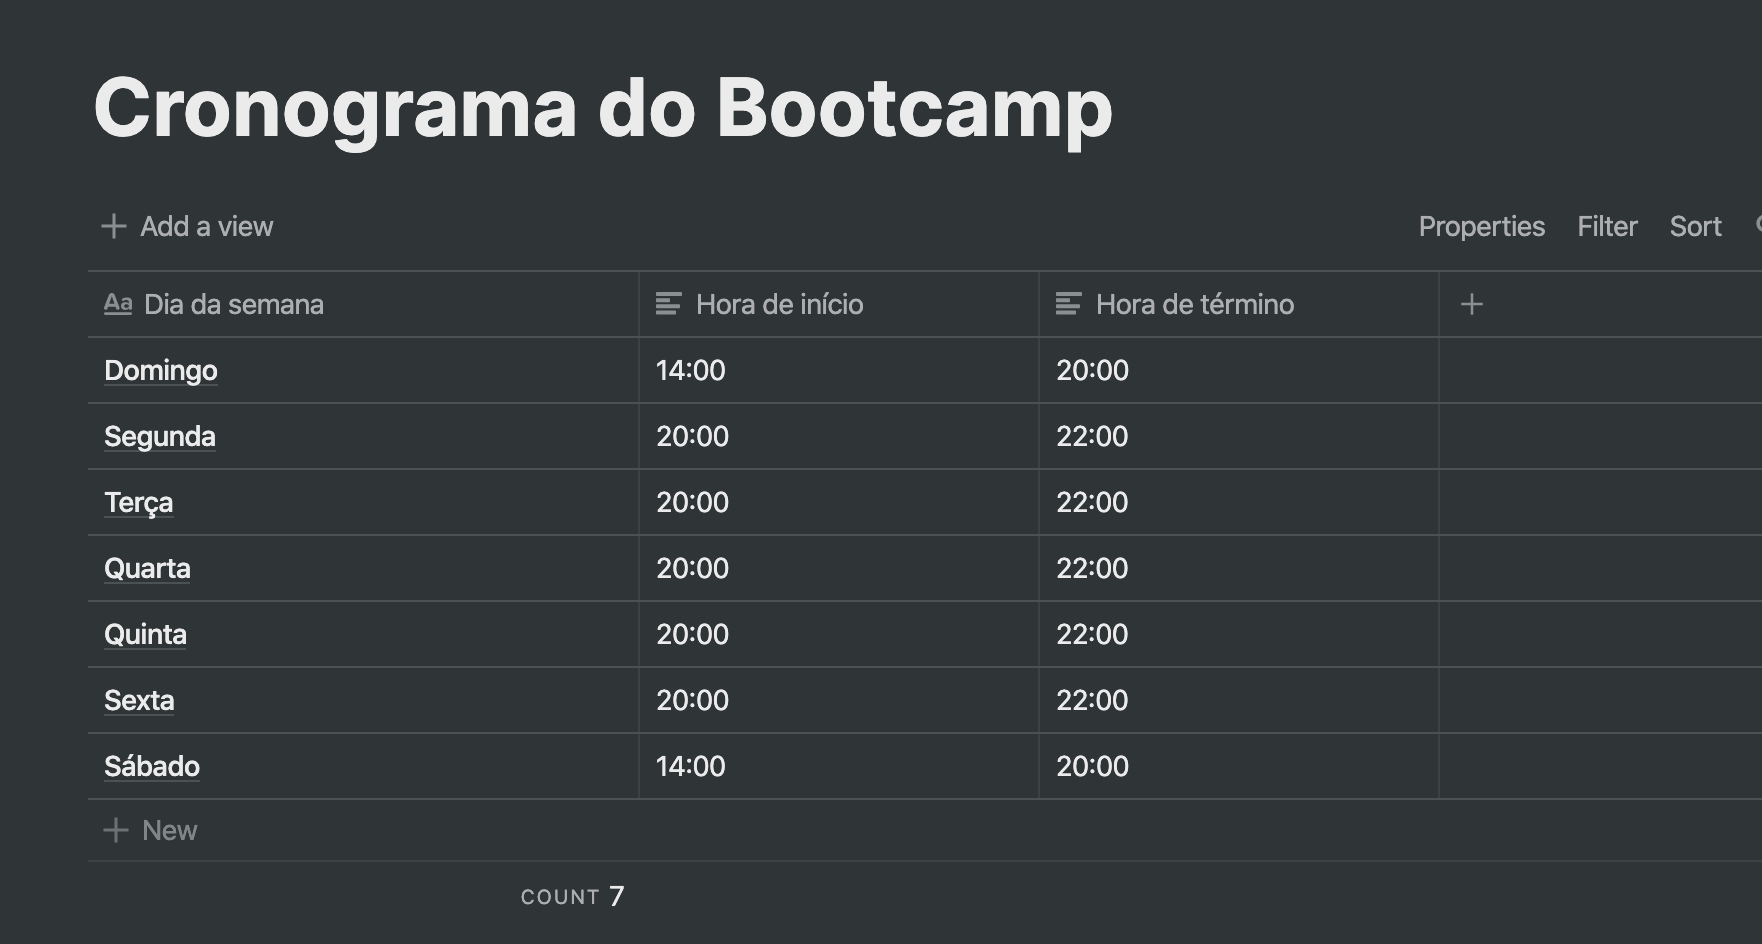 Cronograma do Bootcamp
Add a view Properties Filter Sort
Aa Dia da semana Hora de início Hora de término
Domingo 14:00 20:00
Segunda 20:00 22:00
Terça 20:00 22:00
Quarta 20:00 22:00
Quinta 20:00 22:00
Sexta 20:00 22:00
Sábado 14:00 20:00
New
COUNT 7